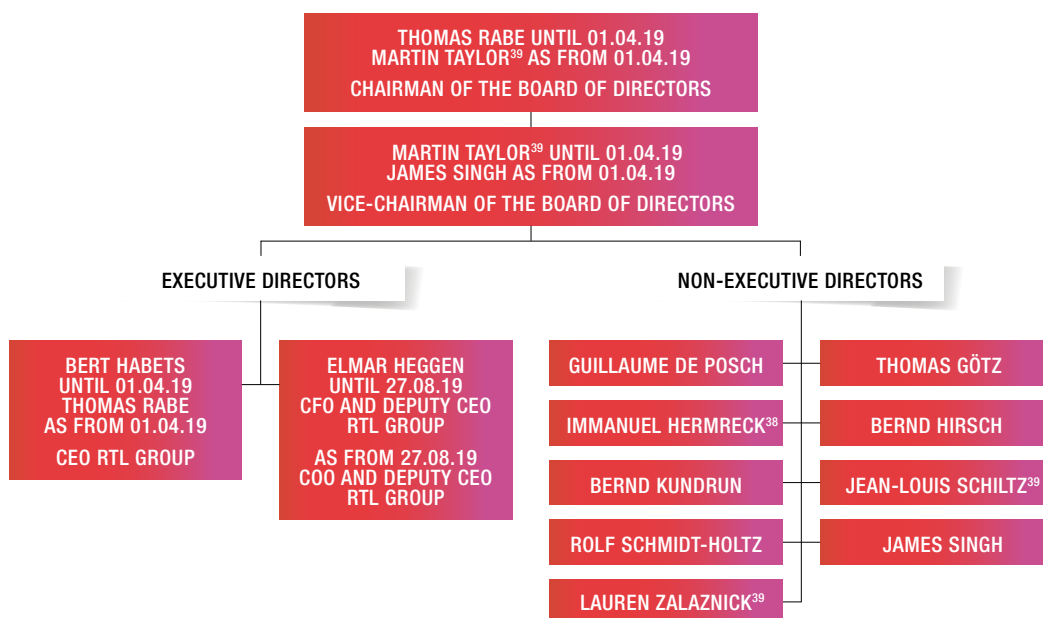 THOMAS RABE UNTIL 01.04.19
MARTIN TAYLOR³⁹ AS FROM 01.04.19
CHAIRMAN OF THE BOARD OF DIRECTORS
MARTIN TAYLOR³⁹ UNTIL 01.04.19
JAMES SINGH AS FROM 01.04.19
VICE-CHAIRMAN OF THE BOARD OF DIRECTORS
EXECUTIVE DIRECTORS
BERT HABETS
UNTIL 01.04.19
THOMAS RABE
AS FROM 01.04.19
CEO RTL GROUP
ELMAR HEGGEN
UNTIL 27.08.19
CFO AND DEPUTY CEO
RTL GROUP
AS FROM 27.08.19
COO AND DEPUTY CEO
RTL GROUP
NON-EXECUTIVE DIRECTORS
GUILLAUME DE POSCH
THOMAS GÖTZ
IMMANUEL HERMRECK³⁸
BERND HIRSCH
BERND KUNDRUN
JEAN-LOUIS SCHILTZ³⁹
ROLF SCHMIDT-HOLTZ
JAMES SINGH
LAUREN ZALAZNICK³⁹